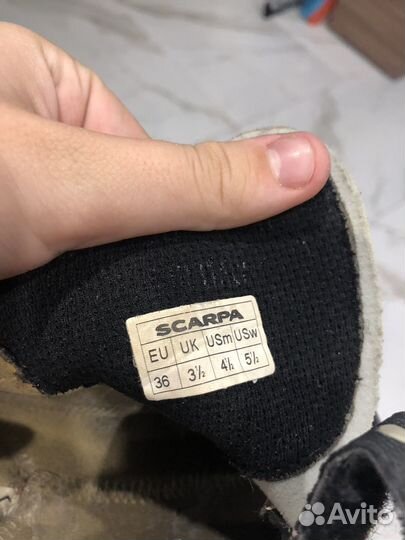 SCARPA
EU UK USm USw
36 3½ 4½ 5½
Avito